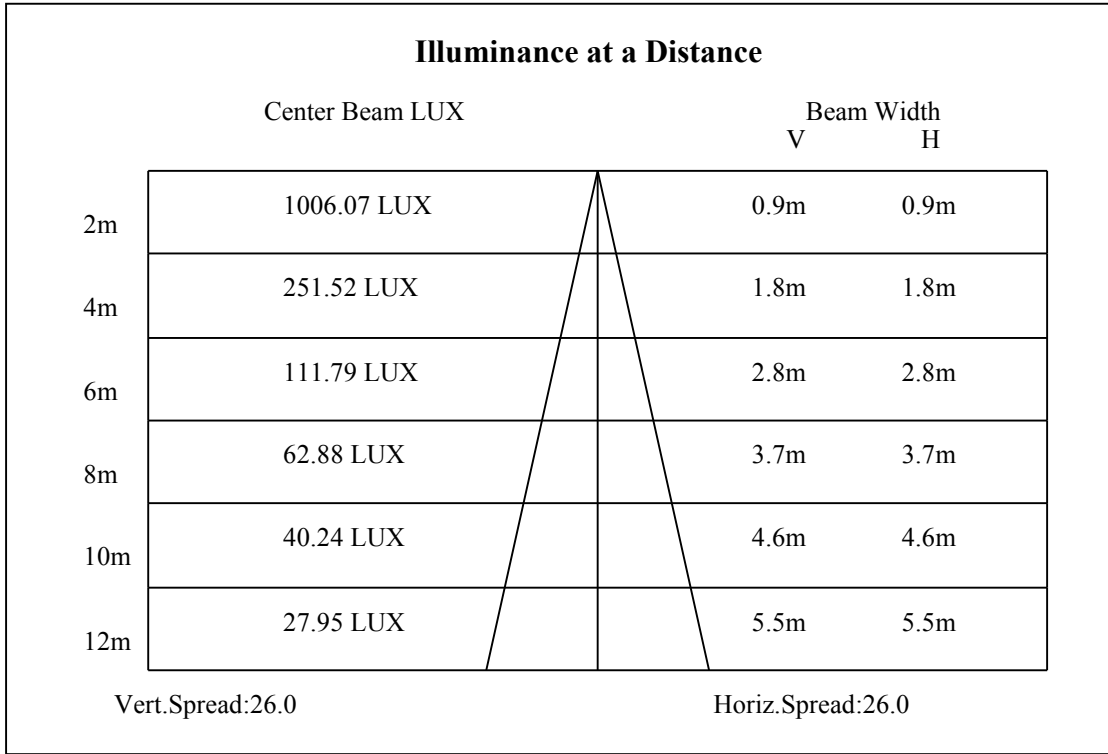 Illuminance at a Distance
Center Beam LUX Beam Width
V H
2m 1006.07 LUX 0.9m 0.9m
4m 251.52 LUX 1.8m 1.8m
6m 111.79 LUX 2.8m 2.8m
8m 62.88 LUX 3.7m 3.7m
10m 40.24 LUX 4.6m 4.6m
12m 27.95 LUX 5.5m 5.5m
Vert.Spread:26.0 Horiz.Spread:26.0